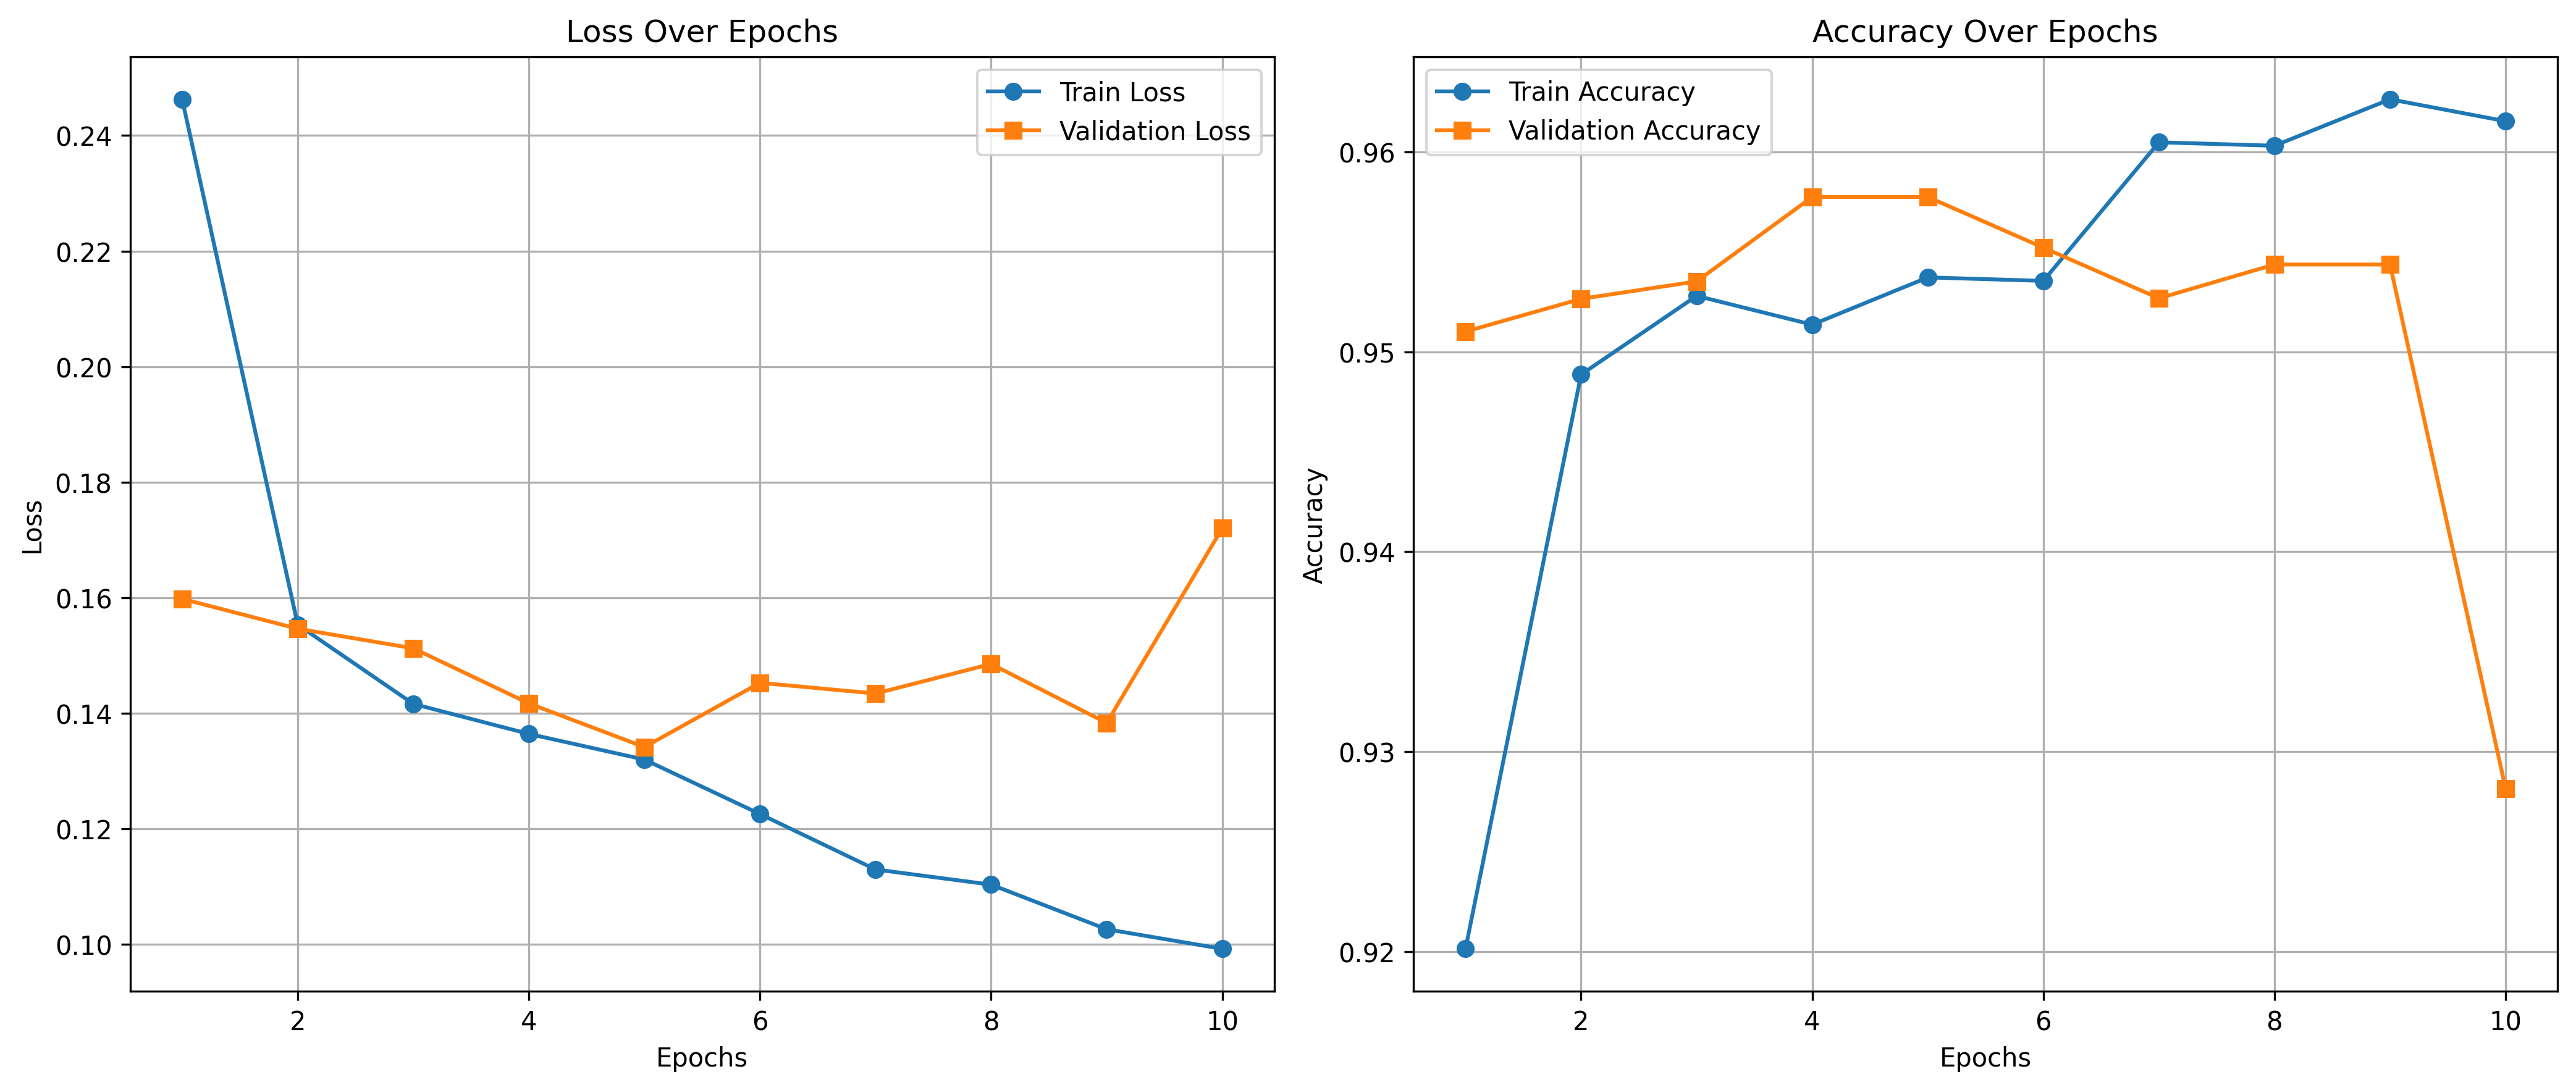 Loss Over Epochs
Train Loss
Validation Loss
0.24
0.22
0.20
0.18
0.16
0.14
0.12
0.10
Loss
2 4 6 8 10
Epochs
Accuracy Over Epochs
Train Accuracy
Validation Accuracy
0.96
0.95
0.94
0.93
0.92
Accuracy
2 4 6 8 10
Epochs